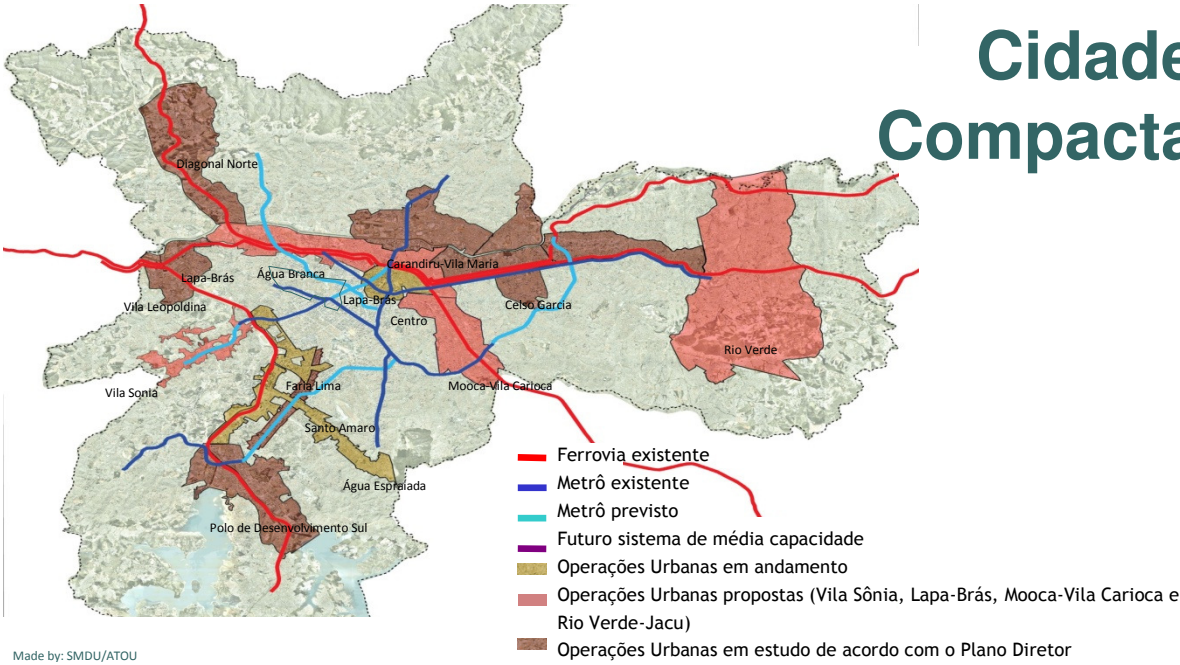 Cidade
Compacta
Diagonal Norte
Carandiru-Vila Maria
Lapa-Brás
Água Branca
Lapa-Brás
Vila Leopoldina
Celso Garcia
Centro
Rio Verde
Vila Sonia
Faria Lima
Mooca-Vila Carioca
Santo Amaro
Água Espraiada
Polo de Desenvolvimento Sul
Ferrovia existente
Metrô existente
Metrô previsto
Futuro sistema de média capacidade
Operações Urbanas em andamento
Operações Urbanas propostas (Vila Sônia, Lapa-Brás, Mooca-Vila Carioca e
Rio Verde-Jacu)
Operações Urbanas em estudo de acordo com o Plano Diretor
Made by: SMDU/ATOU